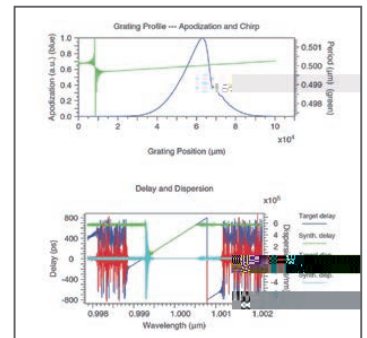 Grating Profile --- Apodization and Chirp
Apodization (a.u.) (blue)
1.0
0.8
0.6
0.4
0.2
0.0
0.501
0.500
0.499
0.498
Period (μm) (green)
0 2 4 6 8 10
x10⁴
Grating Position (μm)
Delay and Dispersion
x10⁶
Delay (ps)
800
400
0
-400
-800
6
4
2
0
-4
0.998 0.999 1.000 1.001 1.002
Wavelength (μm)
Target delay
Synth. delay
Synth. disp.